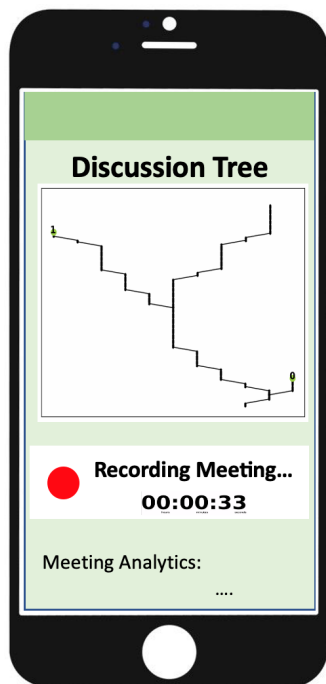 Discussion Tree
1
0
Recording Meeting...
00:00:33
Meeting Analytics:
....